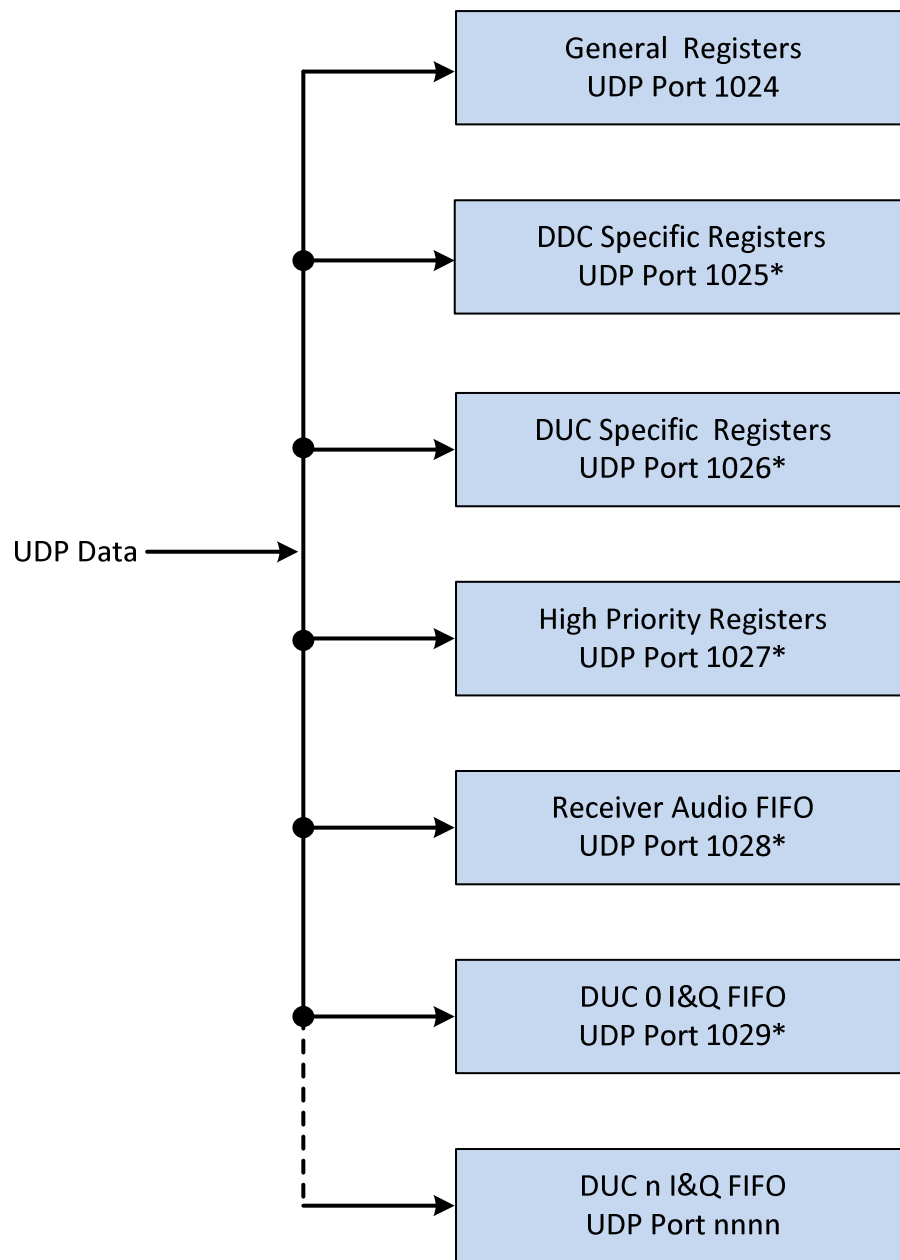 General  Registers
UDP Port 1024
DDC Specific Registers
UDP Port 1025*
DUC Specific  Registers
UDP Port 1026*
UDP Data
High Priority Registers
UDP Port 1027*
Receiver Audio FIFO
UDP Port 1028*
DUC 0 I&Q FIFO
UDP Port 1029*
DUC n I&Q FIFO
UDP Port nnnn